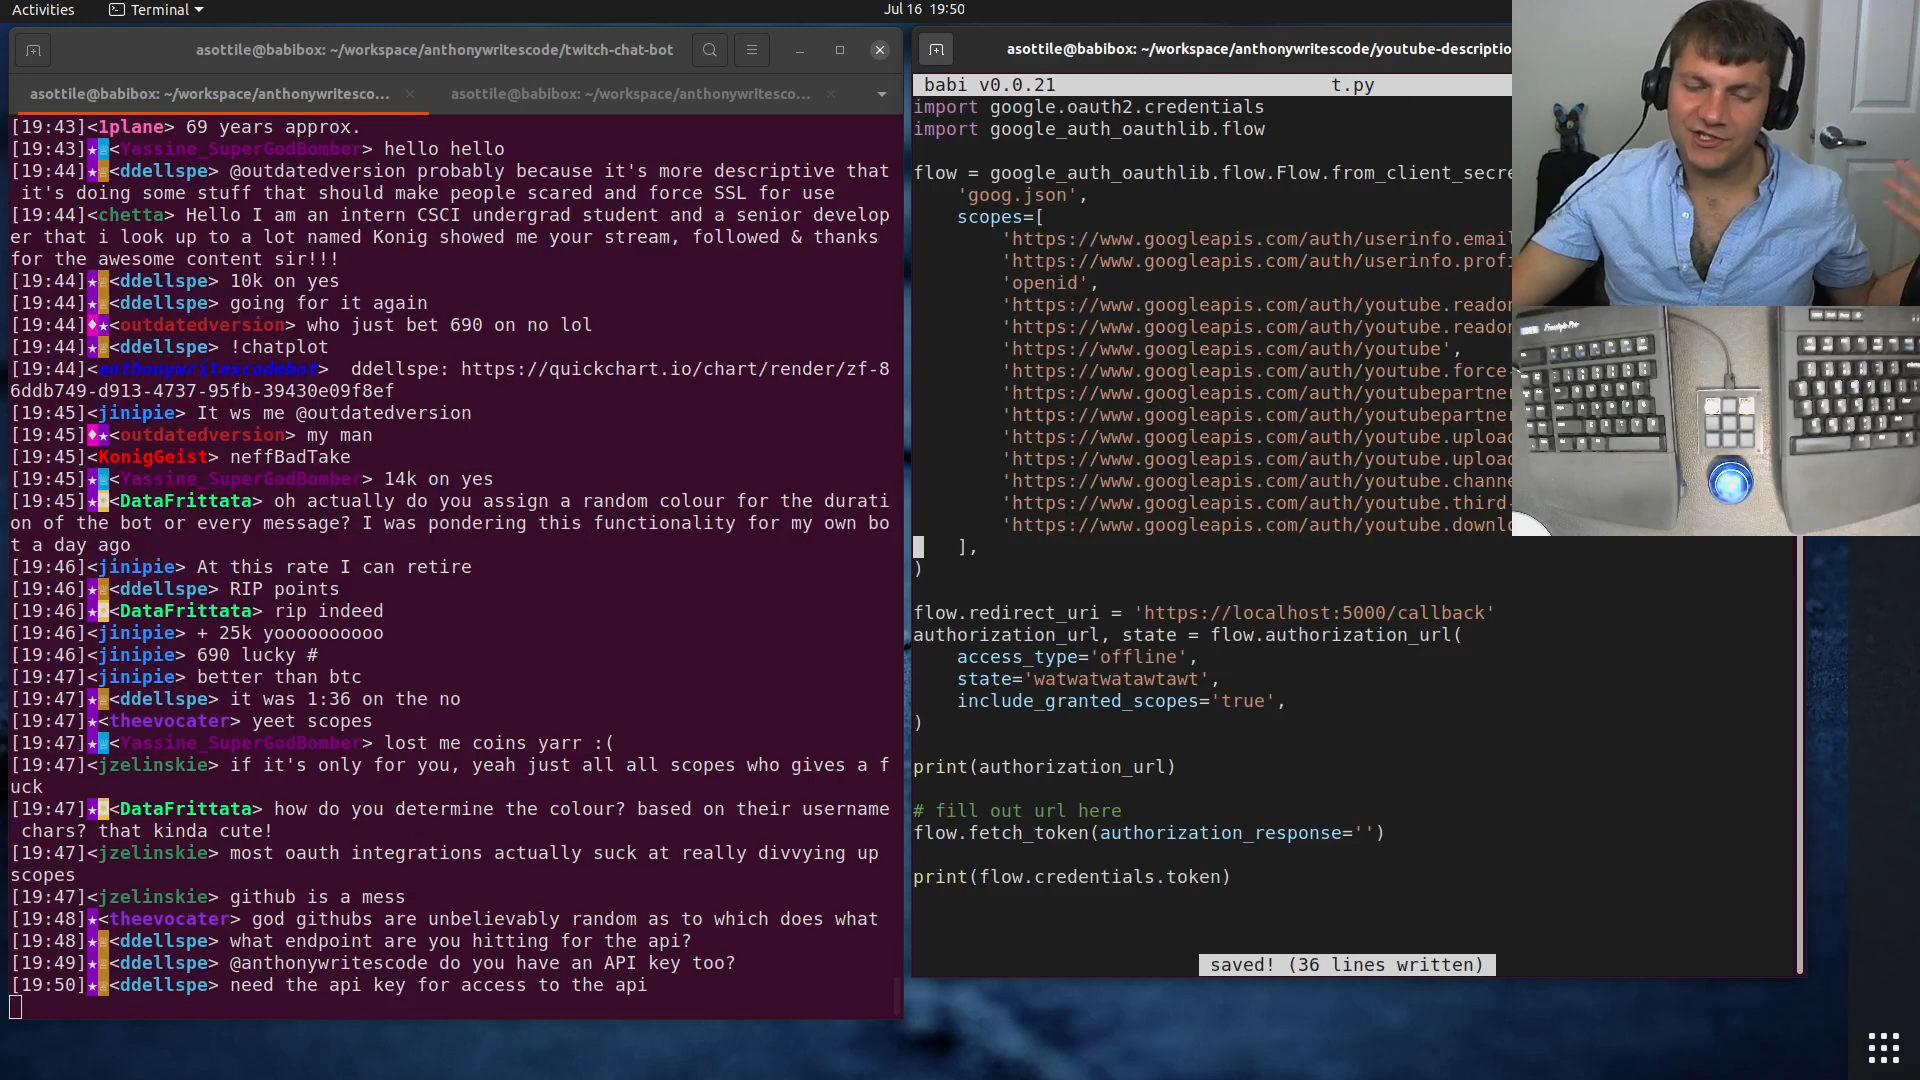 Activities
Terminal
Jul 16 19:50
asottile@babibox: ~/workspace/anthonywritescode/twitch-chat-bot
asottile@babibox: ~/workspace/anthonywritesco...
asottile@babibox: ~/workspace/anthonywritesco...
[19:43]<1plane> 69 years approx.
[19:43]★<Yassine_SuperGodBomber> hello hello
[19:44]★<ddellspe> @outdatedversion probably because it's more descriptive that
it's doing some stuff that should make people scared and force SSL for use
[19:44]<chetta> Hello I am an intern CSCI undergrad student and a senior develop
er that i look up to a lot named Konig showed me your stream, followed & thanks
for the awesome content sir!!!
[19:44]★<ddellspe> 10k on yes
[19:44]★<ddellspe> going for it again
[19:44]♦★<outdatedversion> who just bet 690 on no lol
[19:44]★<ddellspe> !chatplot
[19:44]<anthonywritescodebot>  ddellspe: https://quickchart.io/chart/render/zf-8
6ddb749-d913-4737-95fb-39430e09f8ef
[19:45]<jinipie> It ws me @outdatedversion
[19:45]♦★<outdatedversion> my man
[19:45]<KonigGeist> neffBadTake
[19:45]★<Yassine_SuperGodBomber> 14k on yes
[19:45]★<DataFrittata> oh actually do you assign a random colour for the durati
on of the bot or every message? I was pondering this functionality for my own bo
t a day ago
[19:46]<jinipie> At this rate I can retire
[19:46]★<ddellspe> RIP points
[19:46]★<DataFrittata> rip indeed
[19:46]<jinipie> + 25k yoooooooooo
[19:46]<jinipie> 690 lucky #
[19:46]<jinipie> better than btc
[19:47]★<ddellspe> it was 1:36 on the no
[19:47]★<theevocater> yeet scopes
[19:47]★<Yassine_SuperGodBomber> lost me coins yarr :(
[19:47]<jzelinskie> if it's only for you, yeah just all all scopes who gives a f
uck
[19:47]★<DataFrittata> how do you determine the colour? based on their username
chars? that kinda cute!
[19:47]<jzelinskie> most oauth integrations actually suck at really divvying up
scopes
[19:47]<jzelinskie> github is a mess
[19:48]★<theevocater> god githubs are unbelievably random as to which does what
[19:48]★<ddellspe> what endpoint are you hitting for the api?
[19:49]★<ddellspe> @anthonywritescode do you have an API key too?
[19:50]★<ddellspe> need the api key for access to the api
asottile@babibox: ~/workspace/anthonywritescode/youtube-descriptio
babi v0.0.21
t.py
import google.oauth2.credentials
import google_auth_oauthlib.flow
flow = google_auth_oauthlib.flow.Flow.from_client_secre
'goog.json',
scopes=[
'https://www.googleapis.com/auth/userinfo.email
'https://www.googleapis.com/auth/userinfo.profi
'openid',
'https://www.googleapis.com/auth/youtube.readon
'https://www.googleapis.com/auth/youtube.readon
'https://www.googleapis.com/auth/youtube',
'https://www.googleapis.com/auth/youtube.force-
'https://www.googleapis.com/auth/youtubepartner
'https://www.googleapis.com/auth/youtubepartner
'https://www.googleapis.com/auth/youtube.upload
'https://www.googleapis.com/auth/youtube.upload
'https://www.googleapis.com/auth/youtube.channe
'https://www.googleapis.com/auth/youtube.third-
'https://www.googleapis.com/auth/youtube.downlo
],
)
flow.redirect_uri = 'https://localhost:5000/callback'
authorization_url, state = flow.authorization_url(
access_type='offline',
state='watwatwatawtawt',
include_granted_scopes='true',
)
print(authorization_url)
# fill out url here
flow.fetch_token(authorization_response='')
print(flow.credentials.token)
saved! (36 lines written)
Freestyle Pro